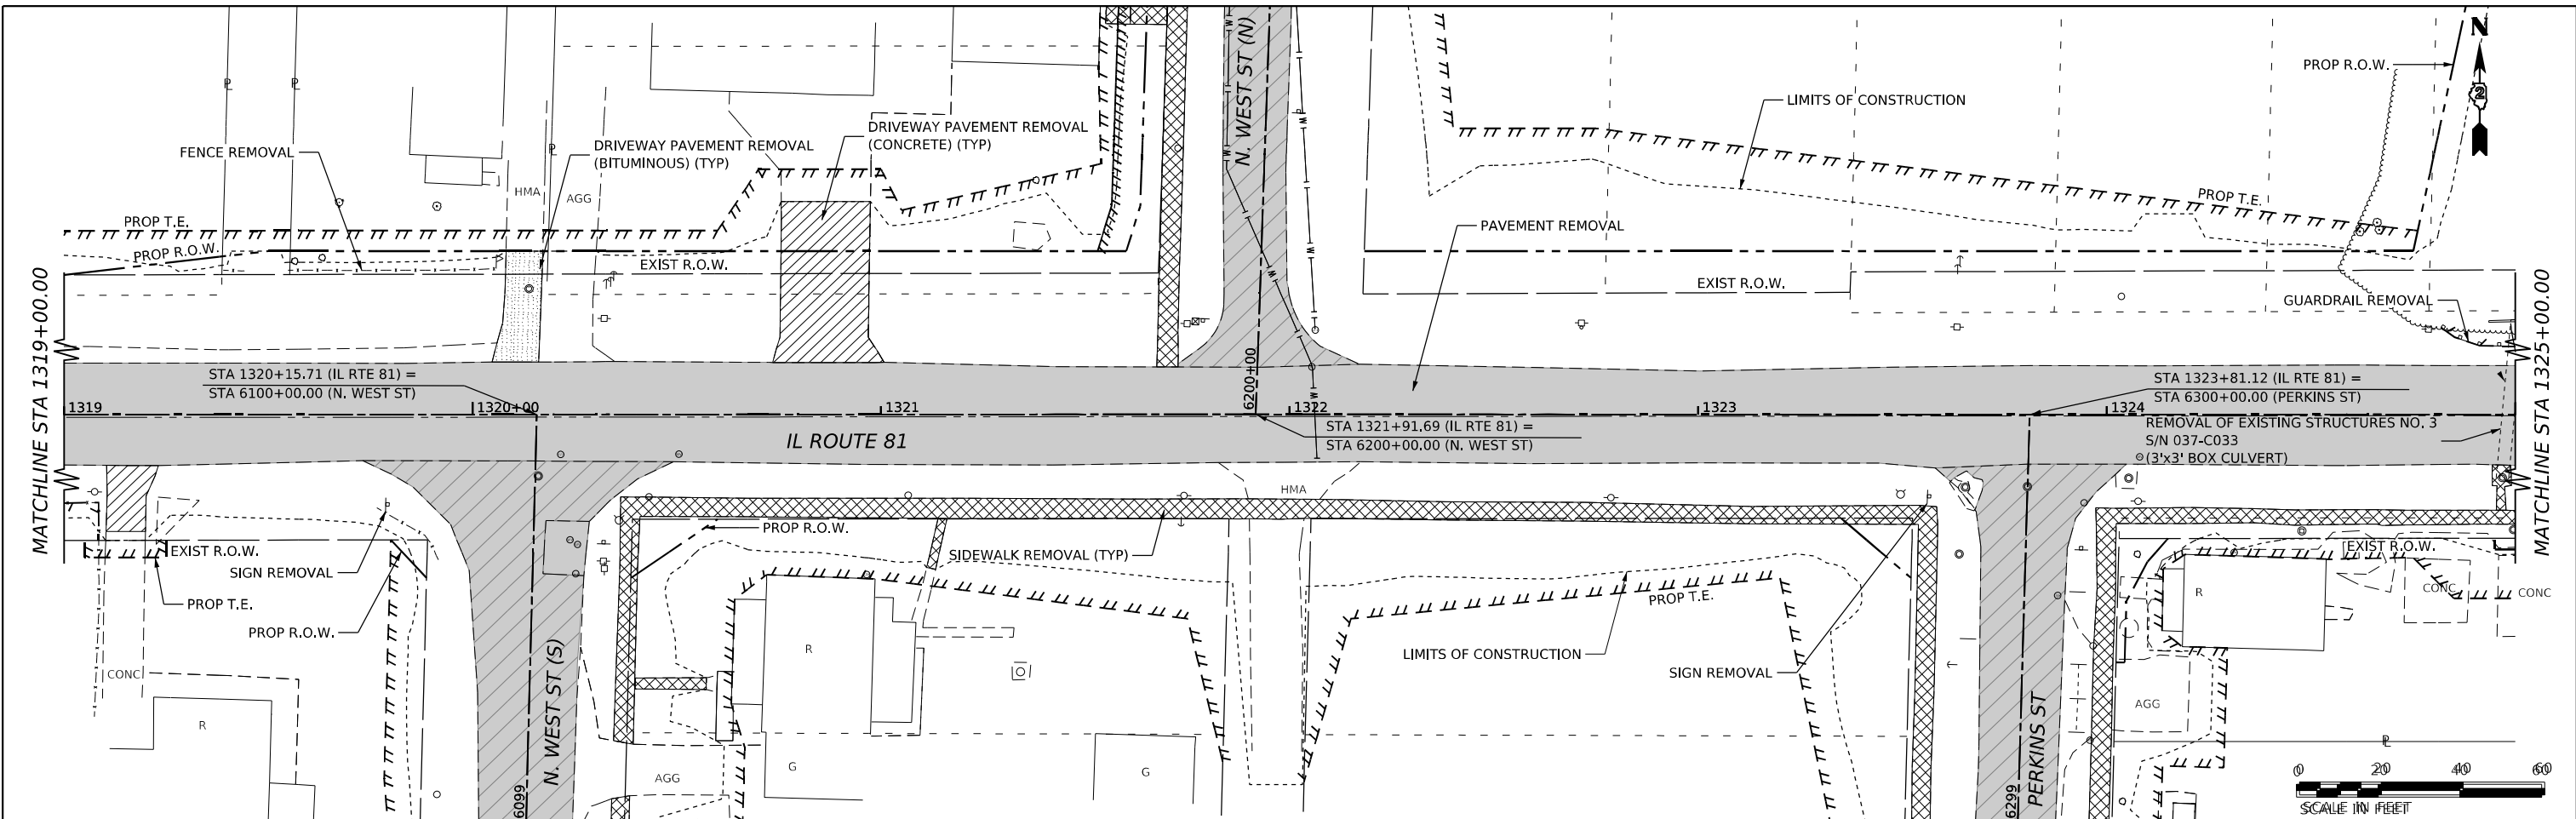 N. WEST ST (N)
N
2
PROP R.O.W.
LIMITS OF CONSTRUCTION
FENCE REMOVAL
DRIVEWAY PAVEMENT REMOVAL
(BITUMINOUS) (TYP)
DRIVEWAY PAVEMENT REMOVAL
(CONCRETE) (TYP)
HMA
AGG
PROP T.E.
PROP R.O.W.
EXIST R.O.W.
PAVEMENT REMOVAL
PROP T.E.
EXIST R.O.W.
GUARDRAIL REMOVAL
MATCHLINE STA 1319+00.00
MATCHLINE STA 1325+00.00
STA 1320+15.71 (IL RTE 81) =
STA 6100+00.00 (N. WEST ST)
6200+00
STA 1323+81.12 (IL RTE 81) =
STA 6300+00.00 (PERKINS ST)
1319
1320+00
1321
1322
1323
1324
IL ROUTE 81
STA 1321+91.69 (IL RTE 81) =
STA 6200+00.00 (N. WEST ST)
REMOVAL OF EXISTING STRUCTURES NO. 3
S/N 037-C033
(3'x3' BOX CULVERT)
HMA
EXIST R.O.W.
SIGN REMOVAL
PROP T.E.
PROP R.O.W.
PROP R.O.W.
SIDEWALK REMOVAL (TYP)
PROP T.E.
LIMITS OF CONSTRUCTION
SIGN REMOVAL
EXIST R.O.W.
CONC
CONC
R
CONC
R
R
G
G
AGG
AGG
N. WEST ST (S)
6099
PERKINS ST
6299
0 20 40 60
SCALE IN FEET